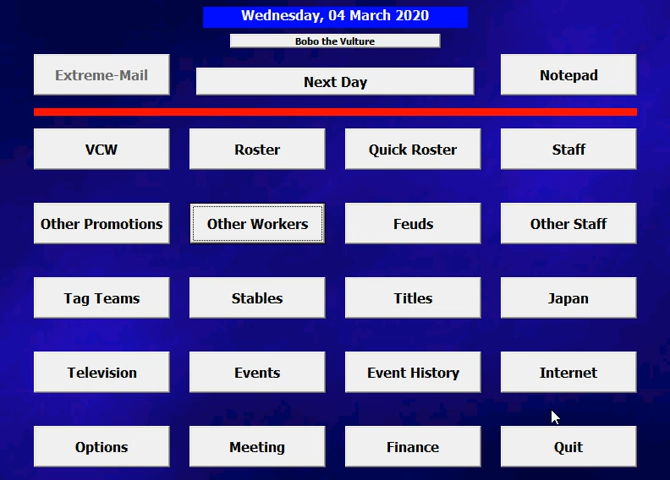 Wednesday, 04 March 2020
Bobo the Vulture
Extreme-Mail
Next Day
Notepad
VCW
Roster
Quick Roster
Staff
Other Promotions
Other Workers
Feuds
Other Staff
Tag Teams
Stables
Titles
Japan
Television
Events
Event History
Internet
Options
Meeting
Finance
Quit